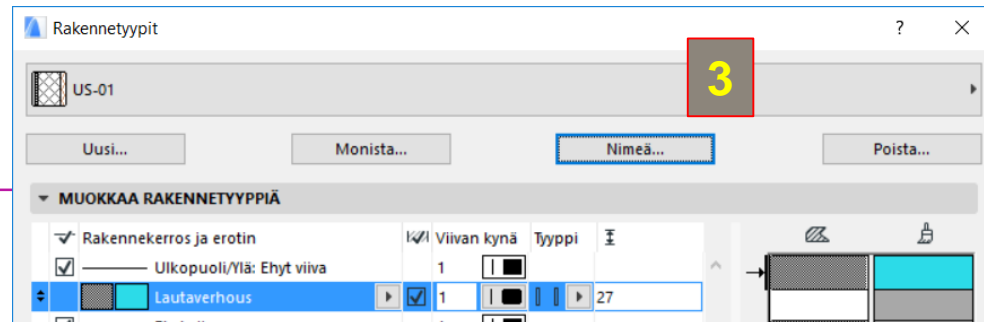 Rakennetyypit ? ×
3
US-01
Uusi... Monista... Nimeä... Poista...
MUOKKAA RAKENNETYYPPIÄ
Rakennekerros ja erotin Viivan kynä Tyyppi
Ulkopuoli/Ylä: Ehyt viiva 1
Lautaverhous 1 27